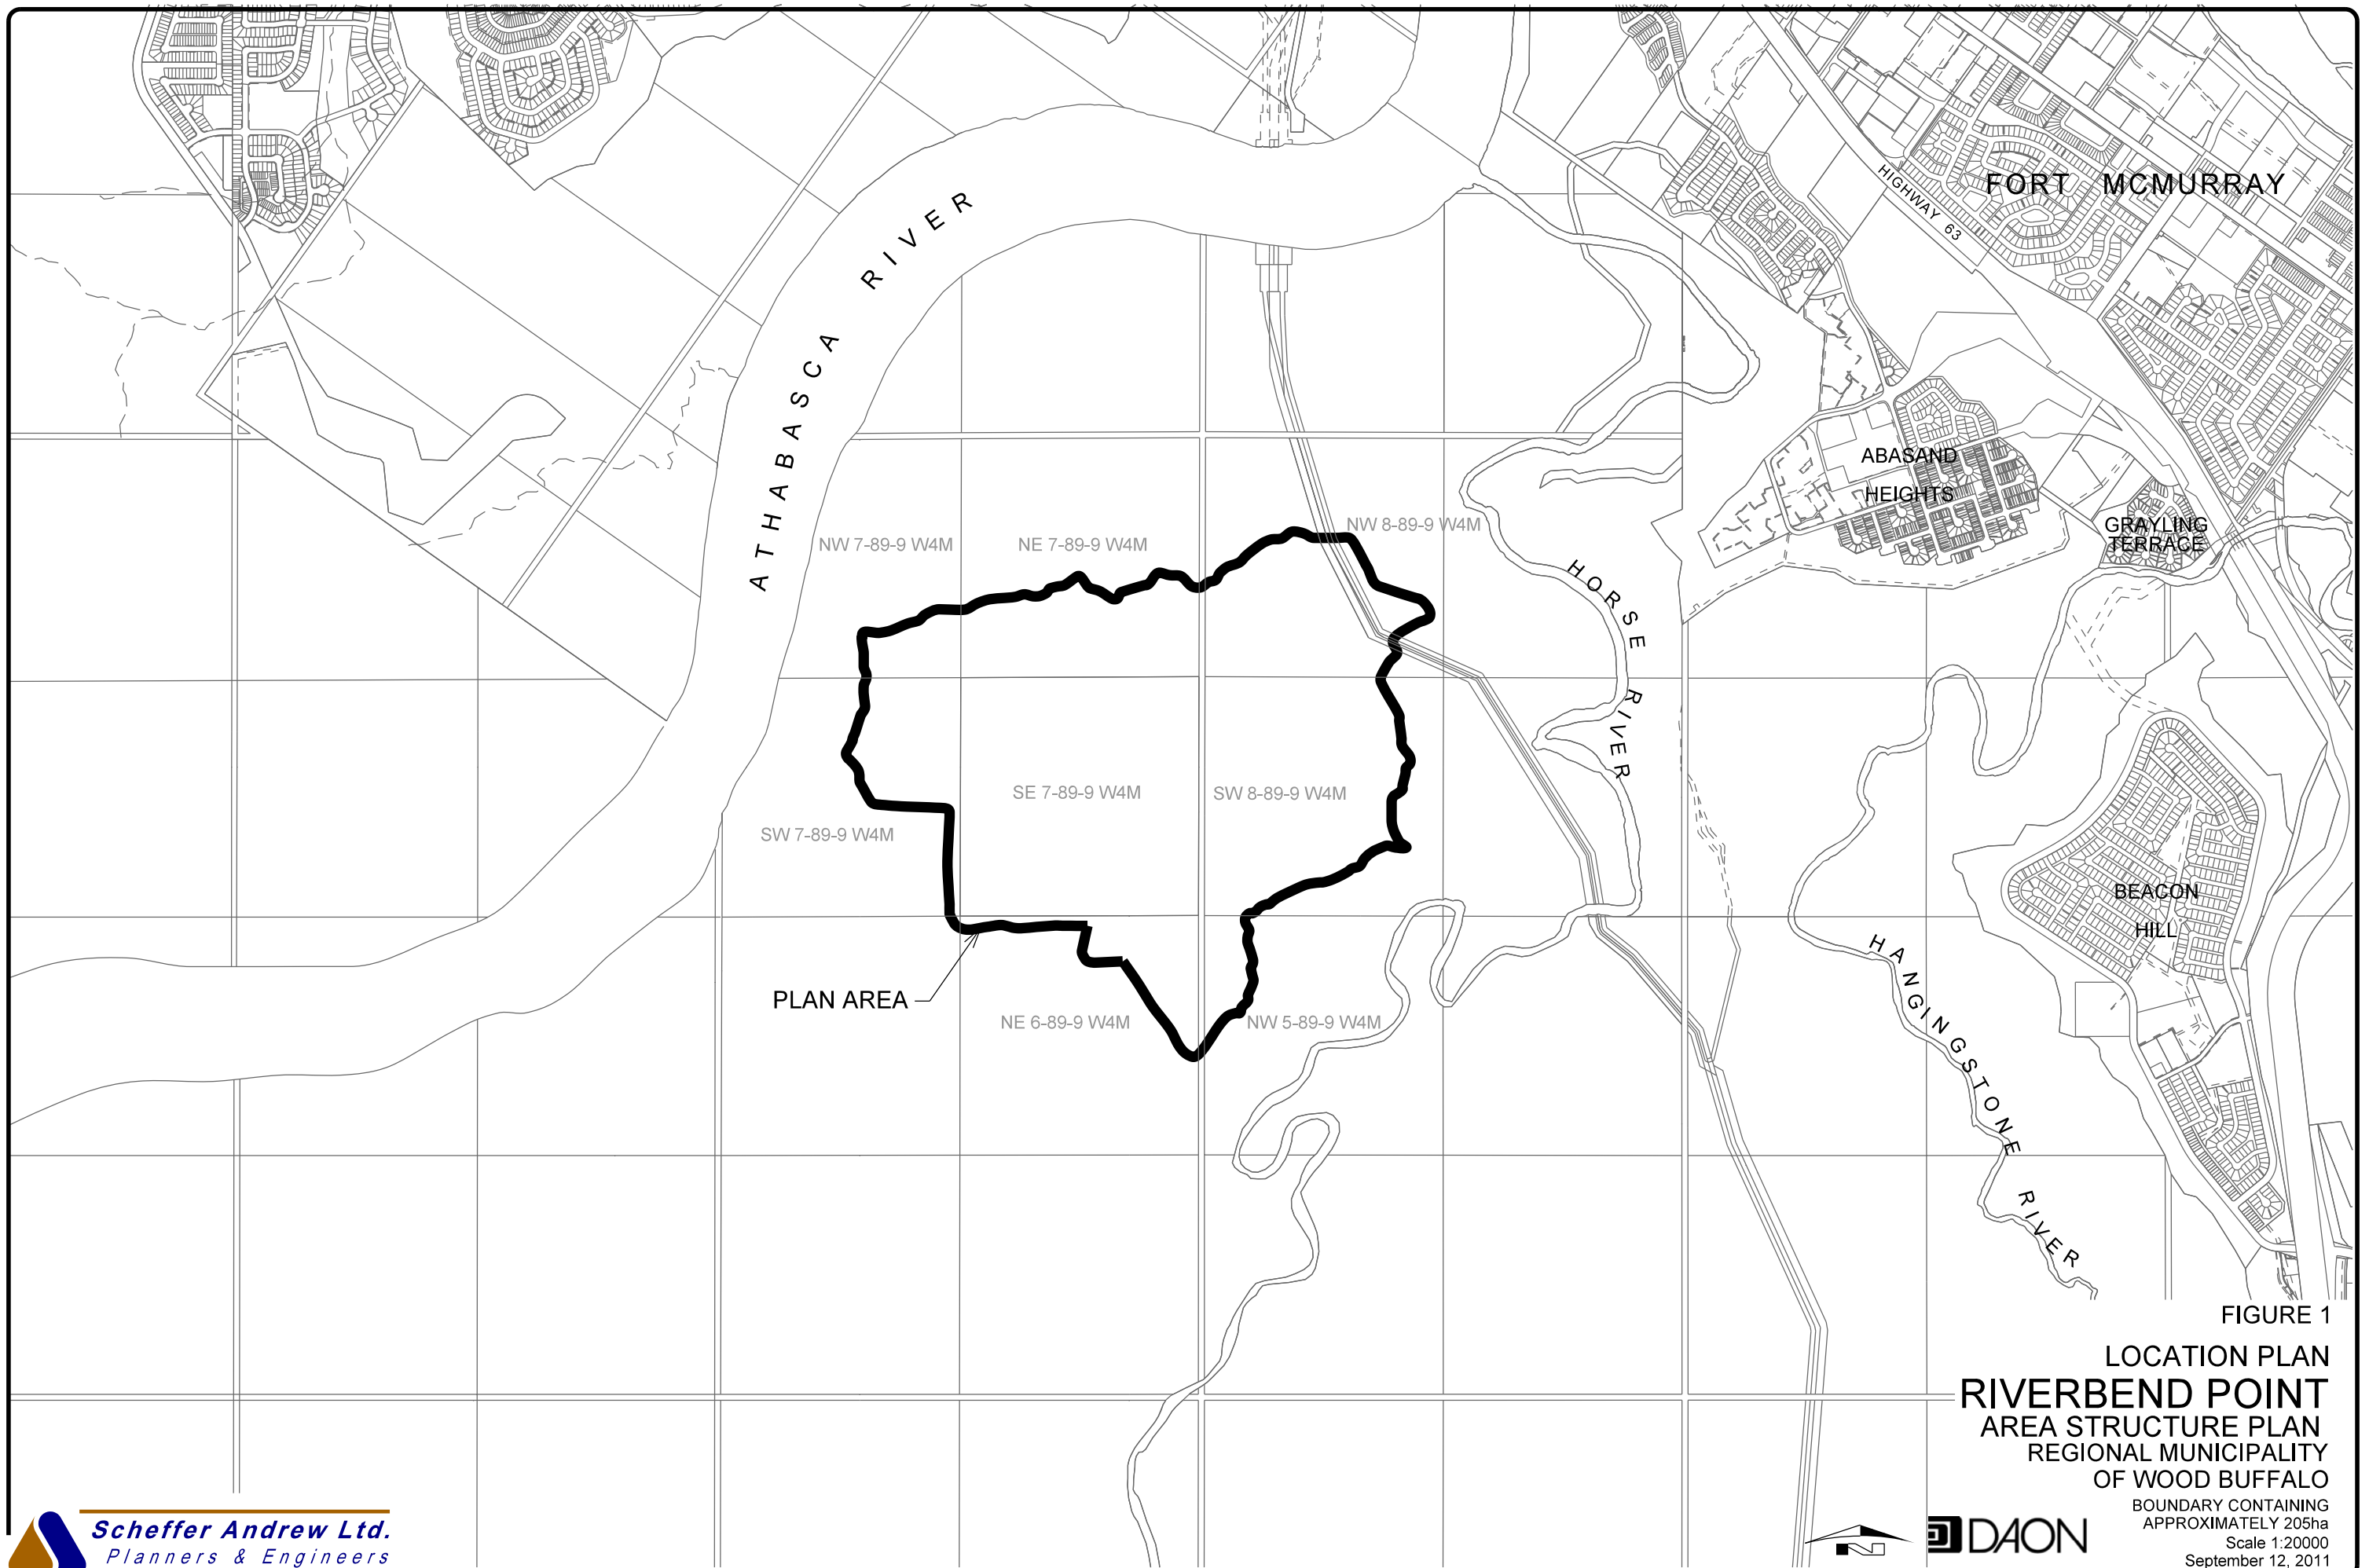 FORT MCMURRAY
HIGHWAY 63
ATHABASCA RIVER
ABASAND
HEIGHTS
GRAYLING
TERRACE
NW 7-89-9 W4M
NE 7-89-9 W4M
NW 8-89-9 W4M
HORSE RIVER
SE 7-89-9 W4M
SW 8-89-9 W4M
SW 7-89-9 W4M
BEACON
HILL
HANGINGSTONE RIVER
PLAN AREA
NE 6-89-9 W4M
NW 5-89-9 W4M
FIGURE 1
LOCATION PLAN
RIVERBEND POINT
AREA STRUCTURE PLAN
REGIONAL MUNICIPALITY
OF WOOD BUFFALO
BOUNDARY CONTAINING
APPROXIMATELY 205ha
Scale 1:20000
September 12, 2011
Scheffer Andrew Ltd.
Planners & Engineers
N
DAON